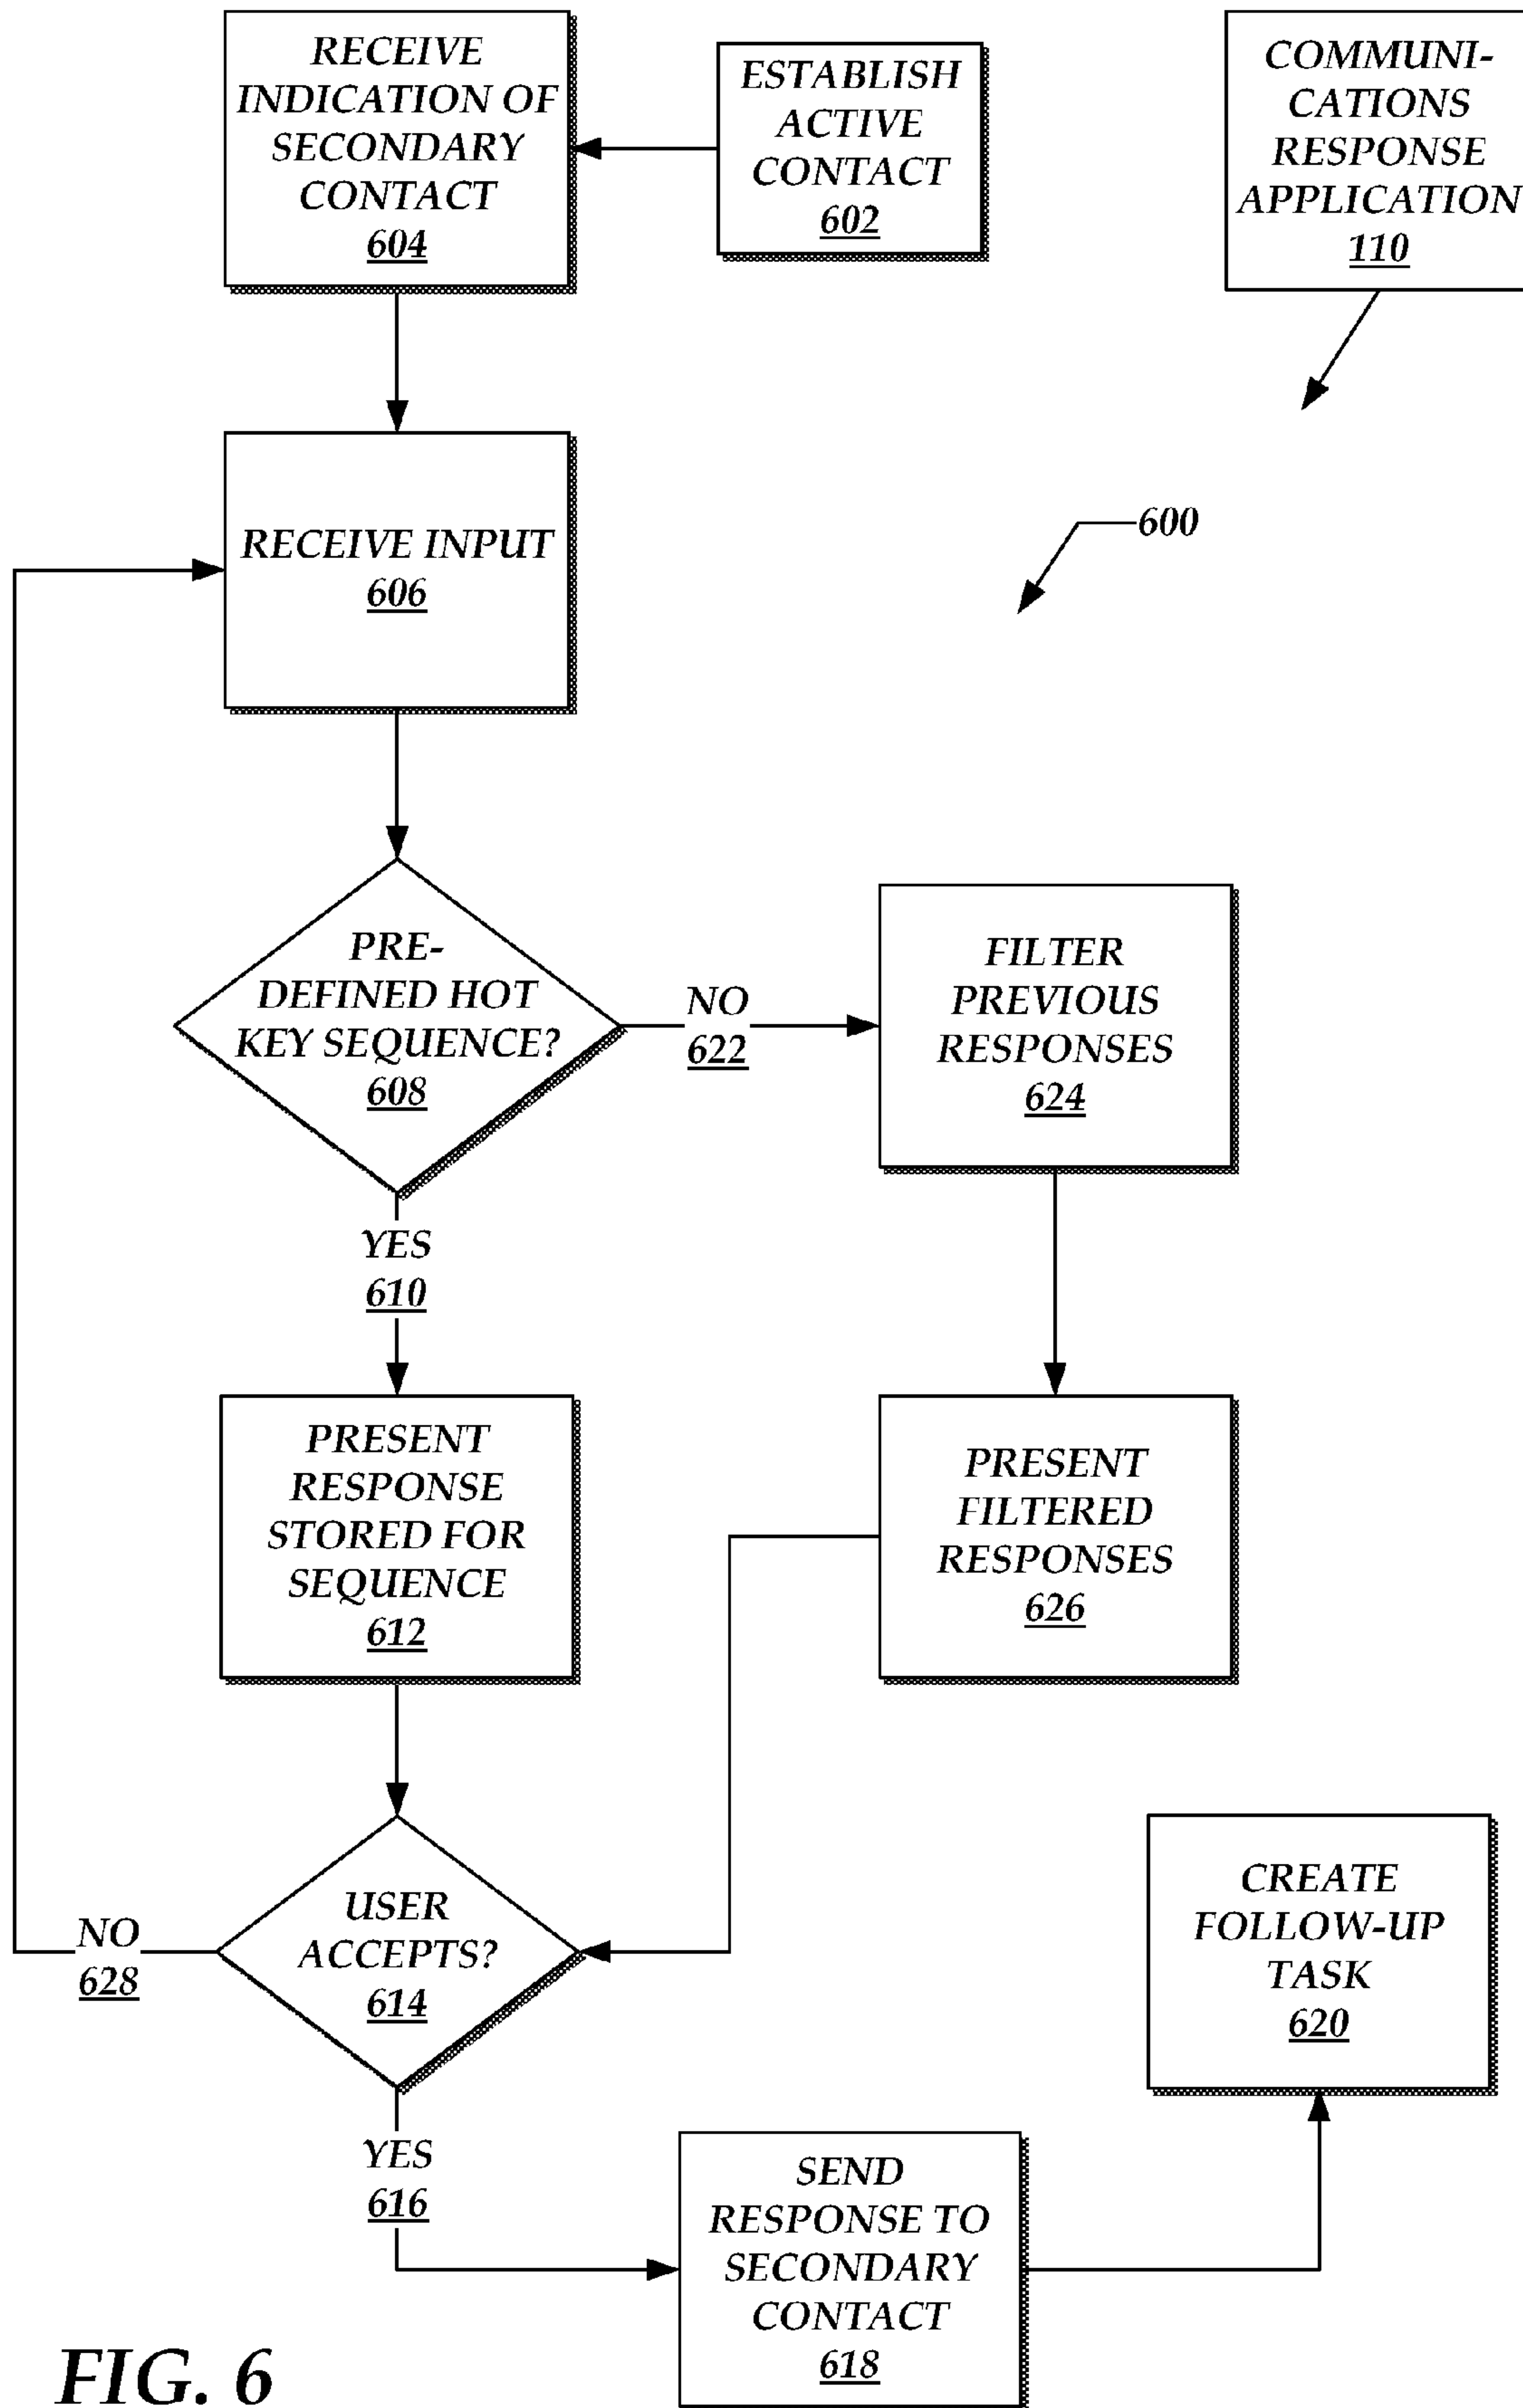 RECEIVE
INDICATION OF
SECONDARY
CONTACT
604
ESTABLISH
ACTIVE
CONTACT
602
COMMUNI-
CATIONS
RESPONSE
APPLICATION
110
RECEIVE INPUT
606
600
PRE-
DEFINED HOT
KEY SEQUENCE?
608
NO
622
FILTER
PREVIOUS
RESPONSES
624
YES
610
PRESENT
RESPONSE
STORED FOR
SEQUENCE
612
PRESENT
FILTERED
RESPONSES
626
USER
ACCEPTS?
614
NO
628
CREATE
FOLLOW-UP
TASK
620
YES
616
SEND
RESPONSE TO
SECONDARY
CONTACT
618
FIG. 6